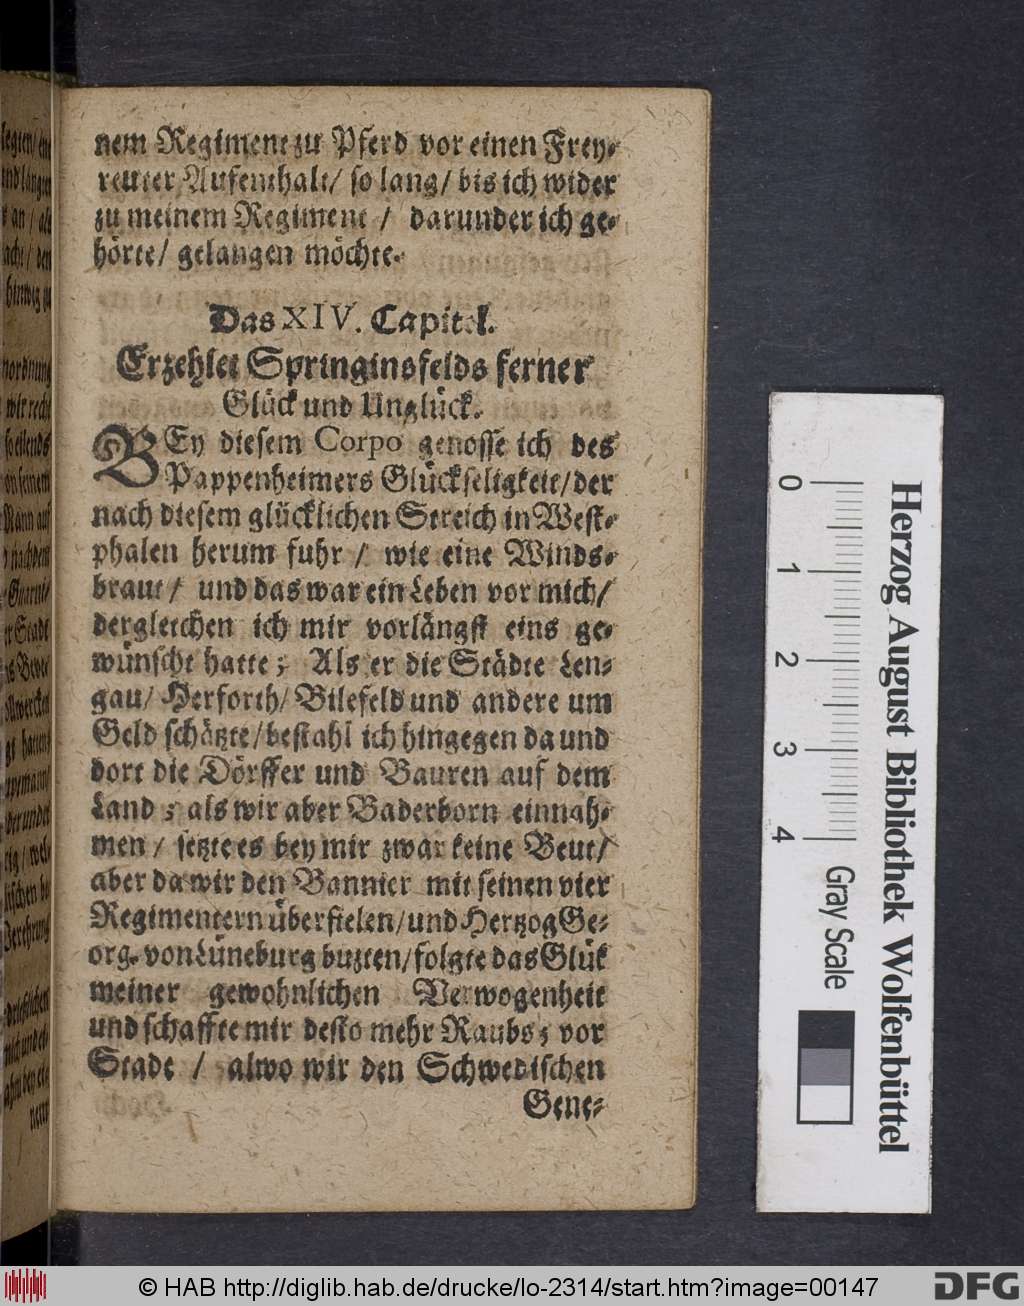 nem Regiment zu Pferd vor einen Frey-
reutter Aufenthalt/ so lang/ bis ich wider
zu meinem Regiment / darunder ich ge-
hörte/ gelangen möchte.
Das XIV. Capitel.
Erzehlet Springinsfelds ferner
Glück und Unglück.
BEy diesem Corpo genosse ich des
Pappenheimers Glückseligkeit/ der
nach diesem glücklichen Streich in West-
phalen herum fuhr / wie eine Winds-
braut / und das war ein Leben vor mich/
dergleichen ich mir vorlängst eins ge-
wünscht hatte; Als er die Städte Len-
gau/ Herforth/ Bilefeld und andere um
Geld schätzte/ bestahl ich hingegen da und
dort die Dörffer und Bauren auf dem
Land ; als wir aber Baderborn einnah-
men / setzte es bey mir zwar keine Beut/
aber da wir den Bannier mit seinen vier
Regimentern überfielen/ und Hertzog Ge-
org von Lüneburg buzten/ folgte das Glük
meiner gewohnlichen Verwogenheit
und schaffte mir desto mehr Raubs; vor
Stade / alwo wir den Schwedischen
Gene-
Herzog August Bibliothek Wolfenbüttel
0 1 2 3 4
Gray Scale
© HAB http://diglib.hab.de/drucke/lo-2314/start.htm?image=00147
DFG